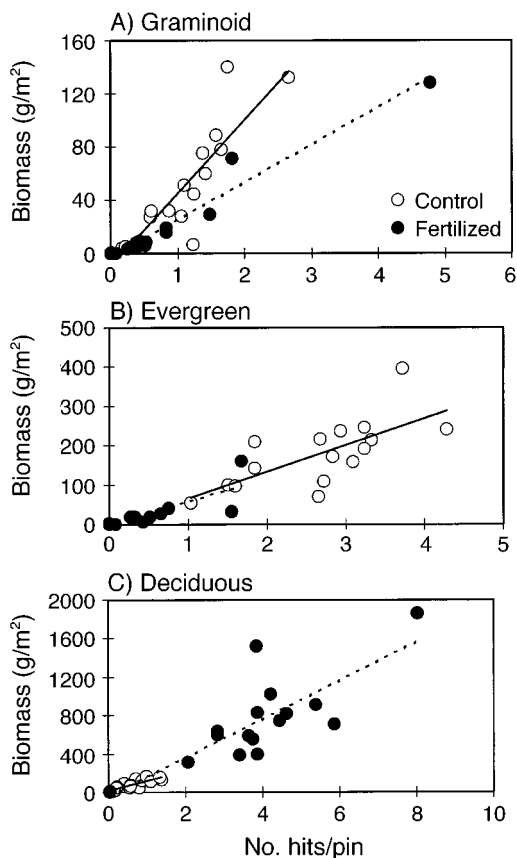 A) Graminoid
Biomass (g/m²)
160
120
80
40
0
0 1 2 3 4 5 6
Control
Fertilized
B) Evergreen
Biomass (g/m²)
500
400
300
200
100
0
0 1 2 3 4 5
C) Deciduous
Biomass (g/m²)
2000
1600
1200
800
400
0
0 2 4 6 8 10
No. hits/pin